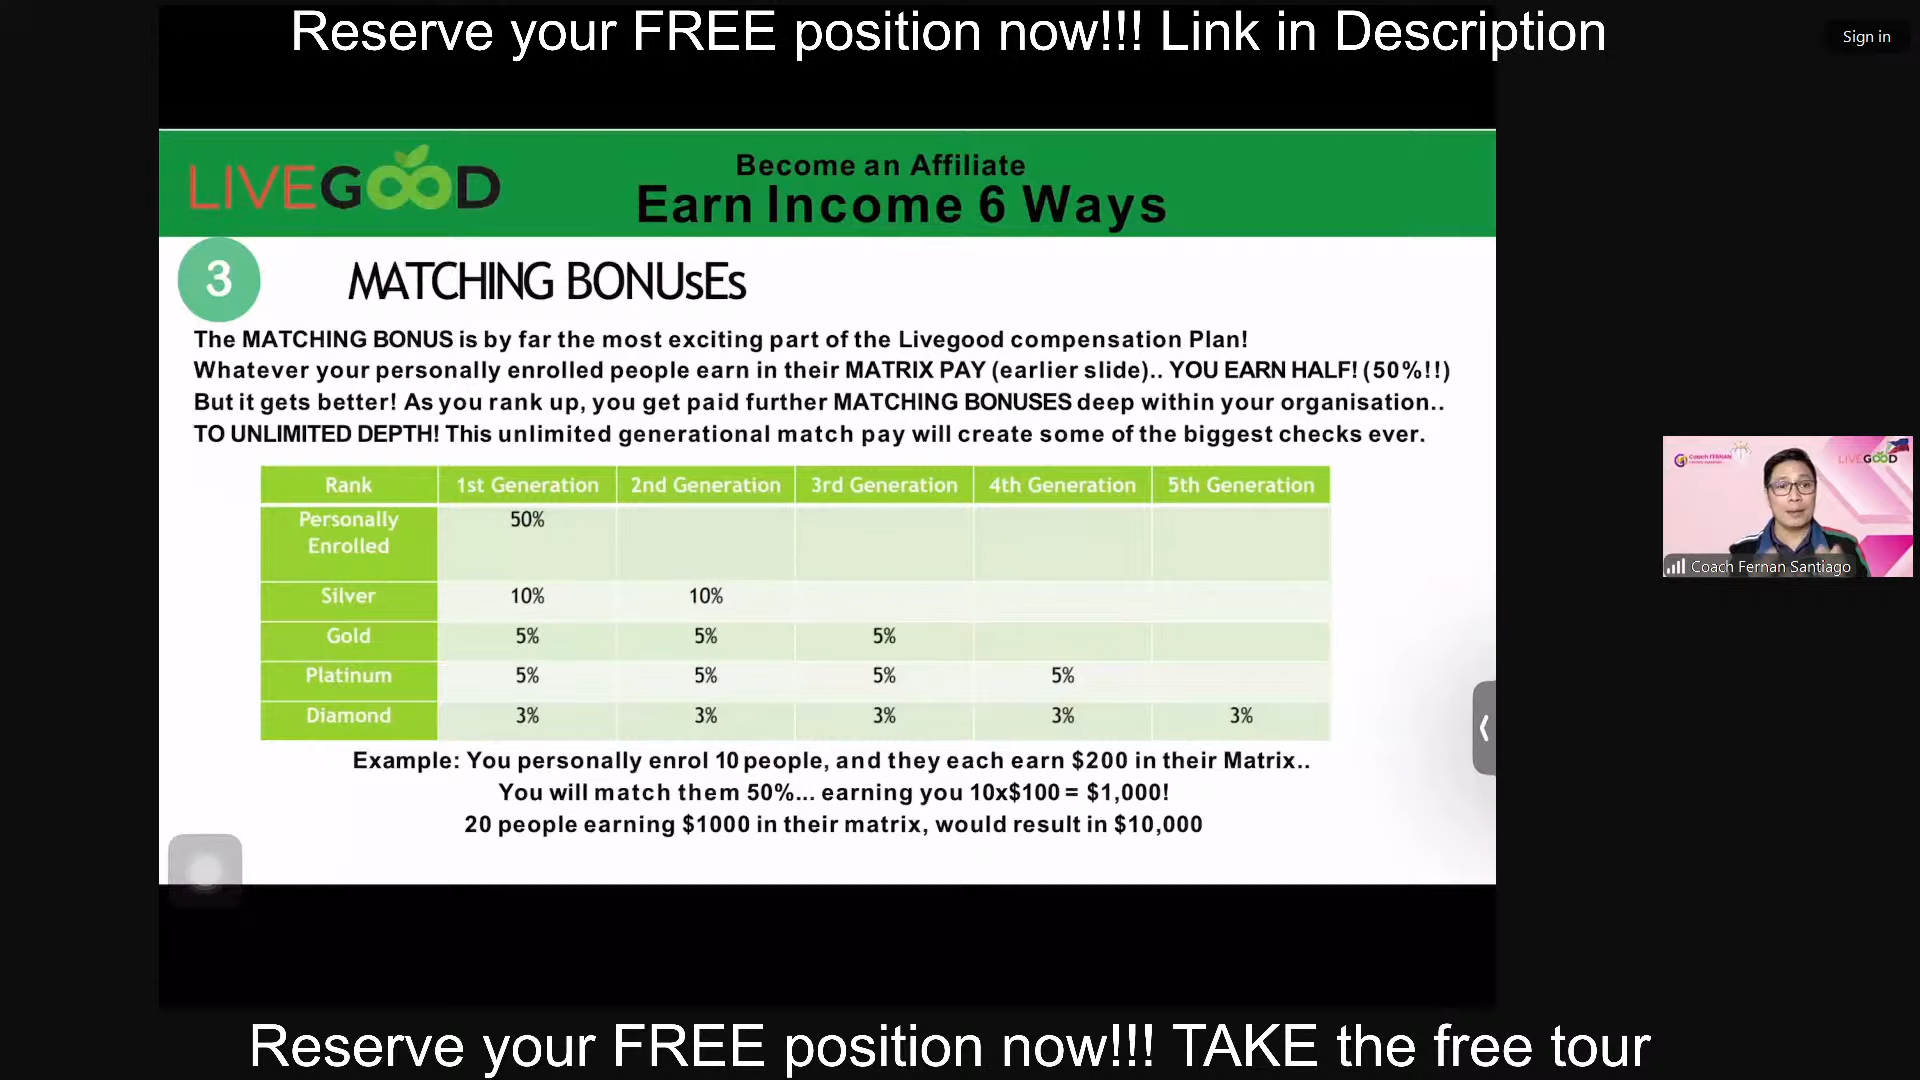 Reserve your FREE position now!!! Link in Description
Sign in
LIVEGOOD
Become an Affiliate
Earn Income 6 Ways
3
MATCHING BONUsEs
The MATCHING BONUS is by far the most exciting part of the Livegood compensation Plan!
Whatever your personally enrolled people earn in their MATRIX PAY (earlier slide).. YOU EARN HALF! (50%!!)
But it gets better! As you rank up, you get paid further MATCHING BONUSES deep within your organisation..
TO UNLIMITED DEPTH! This unlimited generational match pay will create some of the biggest checks ever.
Rank 1st Generation 2nd Generation 3rd Generation 4th Generation 5th Generation
Personally Enrolled 50%
Silver 10% 10%
Gold 5% 5% 5%
Platinum 5% 5% 5% 5%
Diamond 3% 3% 3% 3% 3%
Example: You personally enrol 10 people, and they each earn $200 in their Matrix..
You will match them 50%... earning you 10x$100 = $1,000!
20 people earning $1000 in their matrix, would result in $10,000
Coach FERNAN
LIVEGOOD
Coach Fernan Santiago
Reserve your FREE position now!!! TAKE the free tour